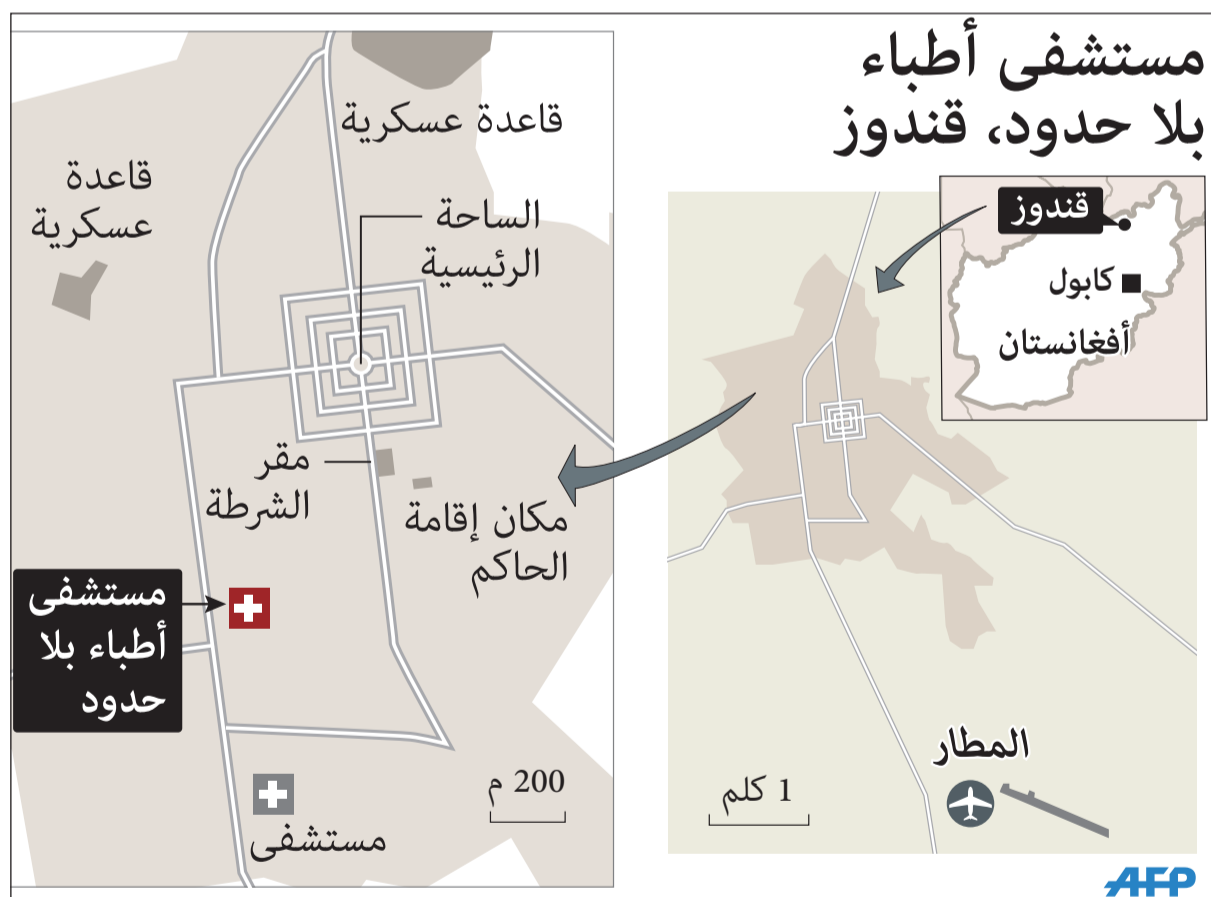 مستشفى أطباء
بلا حدود، قندوز
قندوز
كابول
أفغانستان
المطار
1 كلم
قاعدة عسكرية
قاعدة
عسكرية
الساحة
الرئيسية
مقر
الشرطة
مكان إقامة
الحاكم
مستشفى
أطباء بلا
حدود
200 م
مستشفى
AFP